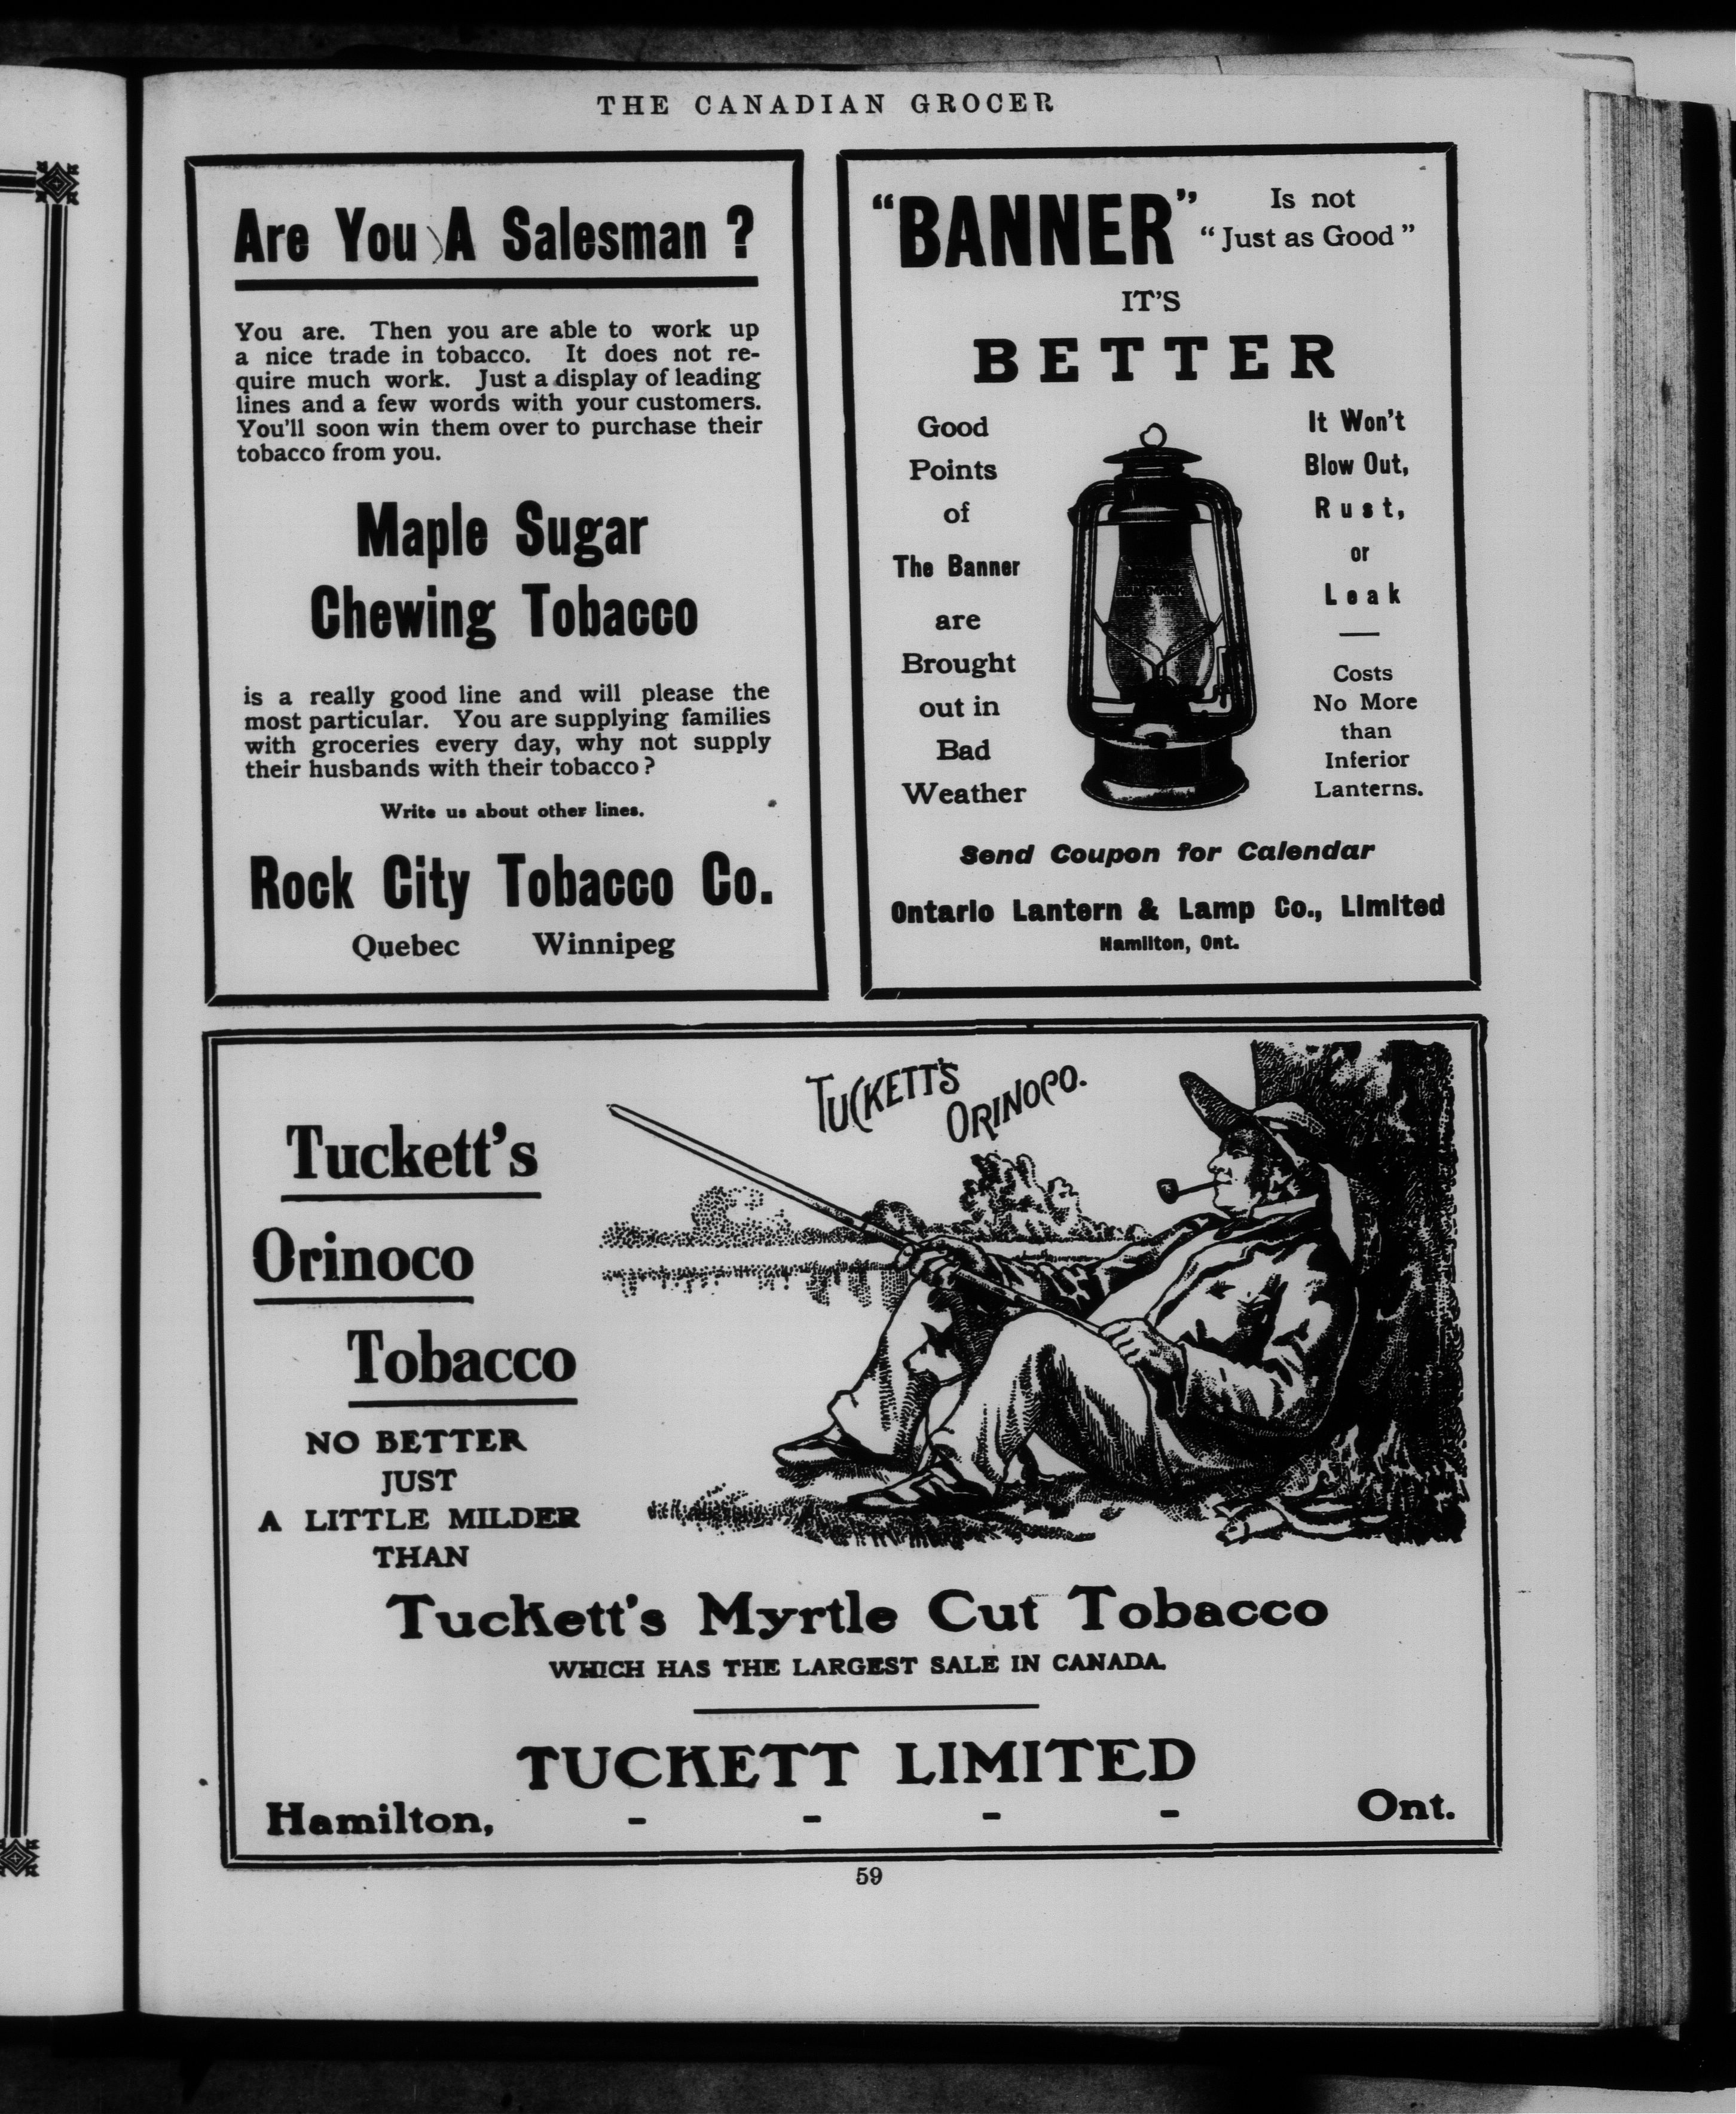 THE CANADIAN GROCER
Are You A Salesman ?
You are. Then you are able to work up
a nice trade in tobacco. It does not re-
quire much work. Just a display of leading
lines and a few words with your customers.
You'll soon win them over to purchase their
tobacco from you.
Maple Sugar
Chewing Tobacco
is a really good line and will please the
most particular. You are supplying families
with groceries every day, why not supply
their husbands with their tobacco?
Write us about other lines.
Rock City Tobacco Co.
Quebec Winnipeg
"BANNER"
Is not
"Just as Good"
IT'S
BETTER
Good
Points
of
The Banner
are
Brought
out in
Bad
Weather
It Won't
Blow Out,
Rust,
or
Leak
Costs
No More
than
Inferior
Lanterns.
Send Coupon for Calendar
Ontario Lantern & Lamp Co., Limited
Hamilton, Ont.
TUCKETT'S
ORINOCO.
Tuckett's
Orinoco
Tobacco
NO BETTER
JUST
A LITTLE MILDER
THAN
Tuckett's Myrtle Cut Tobacco
WHICH HAS THE LARGEST SALE IN CANADA.
TUCKETT LIMITED
Hamilton, - - - - Ont.
59